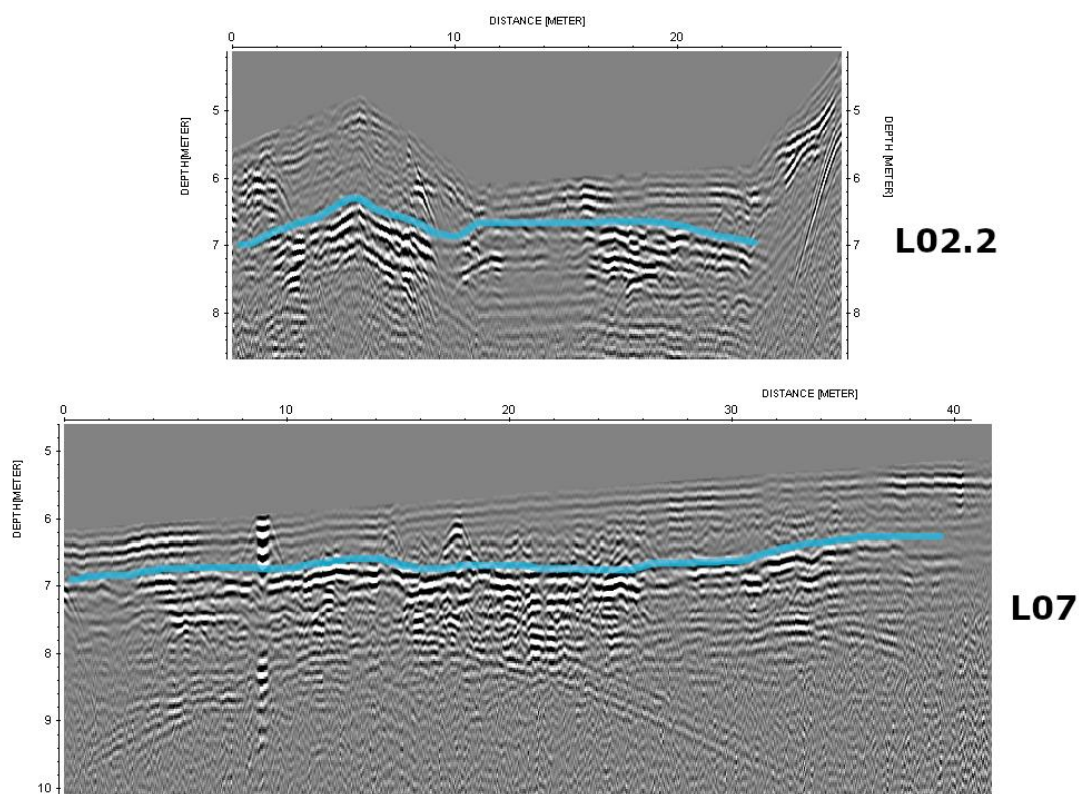 DISTANCE [METER]
0 10 20
DEPTH[METER]
5 5
6 6
7 7
8 8
DEPTH [METER]
L02.2
DISTANCE [METER]
0 10 20 30 40
DEPTH[METER]
5
6
7
8
9
10
L07